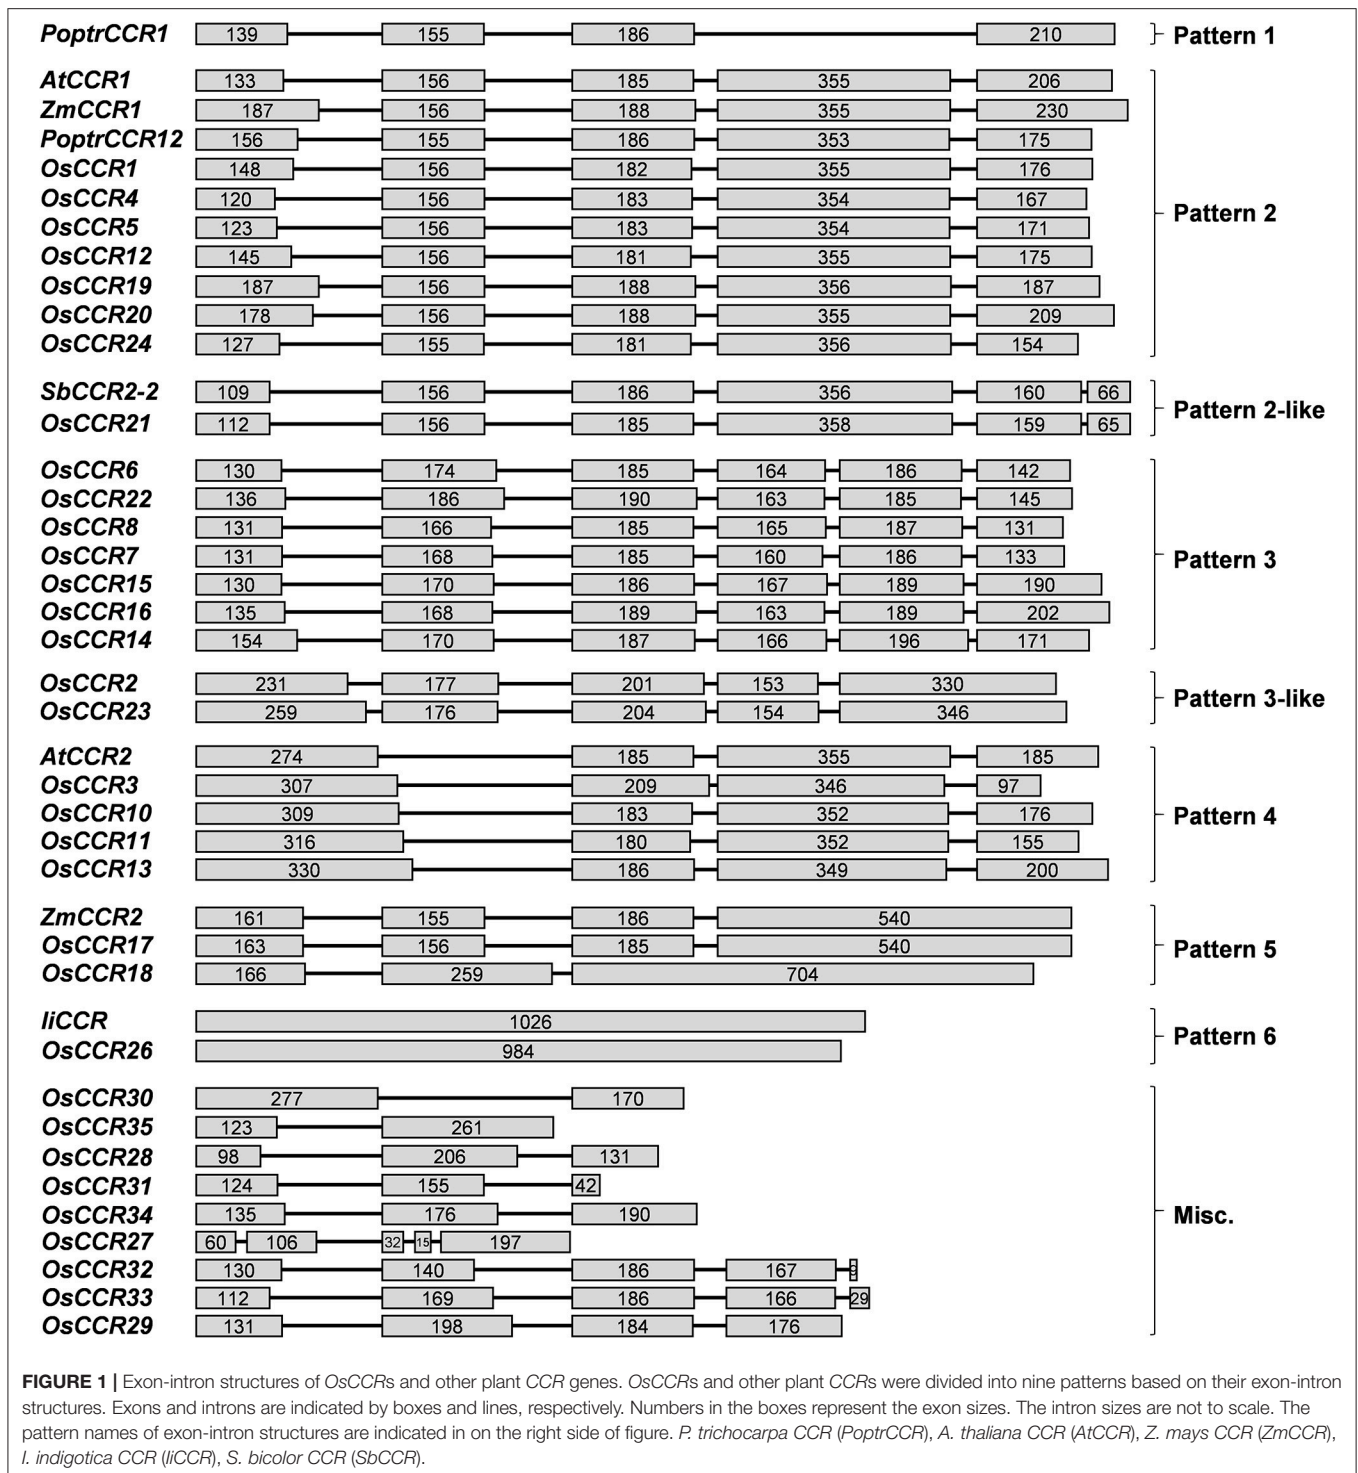 PoptrCCR1 139 155 186 210 Pattern 1
AtCCR1 133 156 185 355 206
ZmCCR1 187 156 188 355 230
PoptrCCR12 156 155 186 353 175
OsCCR1 148 156 182 355 176
OsCCR4 120 156 183 354 167
OsCCR5 123 156 183 354 171 Pattern 2
OsCCR12 145 156 181 355 175
OsCCR19 187 156 188 356 187
OsCCR20 178 156 188 355 209
OsCCR24 127 155 181 356 154
SbCCR2-2 109 156 186 356 160 66
Pattern 2-like
OsCCR21 112 156 185 358 159 65
OsCCR6 130 174 185 164 186 142
OsCCR22 136 186 190 163 185 145
OsCCR8 131 166 185 165 187 131
OsCCR7 131 168 185 160 186 133 Pattern 3
OsCCR15 130 170 186 167 189 190
OsCCR16 135 168 189 163 189 202
OsCCR14 154 170 187 166 196 171
OsCCR2 231 177 201 153 330
Pattern 3-like
OsCCR23 259 176 204 154 346
AtCCR2 274 185 355 185
OsCCR3 307 209 346 97
OsCCR10 309 183 352 176 Pattern 4
OsCCR11 316 180 352 155
OsCCR13 330 186 349 200
ZmCCR2 161 155 186 540
OsCCR17 163 156 185 540 Pattern 5
OsCCR18 166 259 704
IiCCR 1026
Pattern 6
OsCCR26 984
OsCCR30 277 170
OsCCR35 123 261
OsCCR28 98 206 131
OsCCR31 124 155 42
OsCCR34 135 176 190 Misc.
OsCCR27 60 106 32 15 197
OsCCR32 130 140 186 167
OsCCR33 112 169 186 166 29
OsCCR29 131 198 184 176
FIGURE 1 | Exon-intron structures of OsCCRs and other plant CCR genes. OsCCRs and other plant CCRs were divided into nine patterns based on their exon-intron
structures. Exons and introns are indicated by boxes and lines, respectively. Numbers in the boxes represent the exon sizes. The intron sizes are not to scale. The
pattern names of exon-intron structures are indicated in on the right side of figure. P. trichocarpa CCR (PoptrCCR), A. thaliana CCR (AtCCR), Z. mays CCR (ZmCCR),
I. indigotica CCR (IiCCR), S. bicolor CCR (SbCCR).